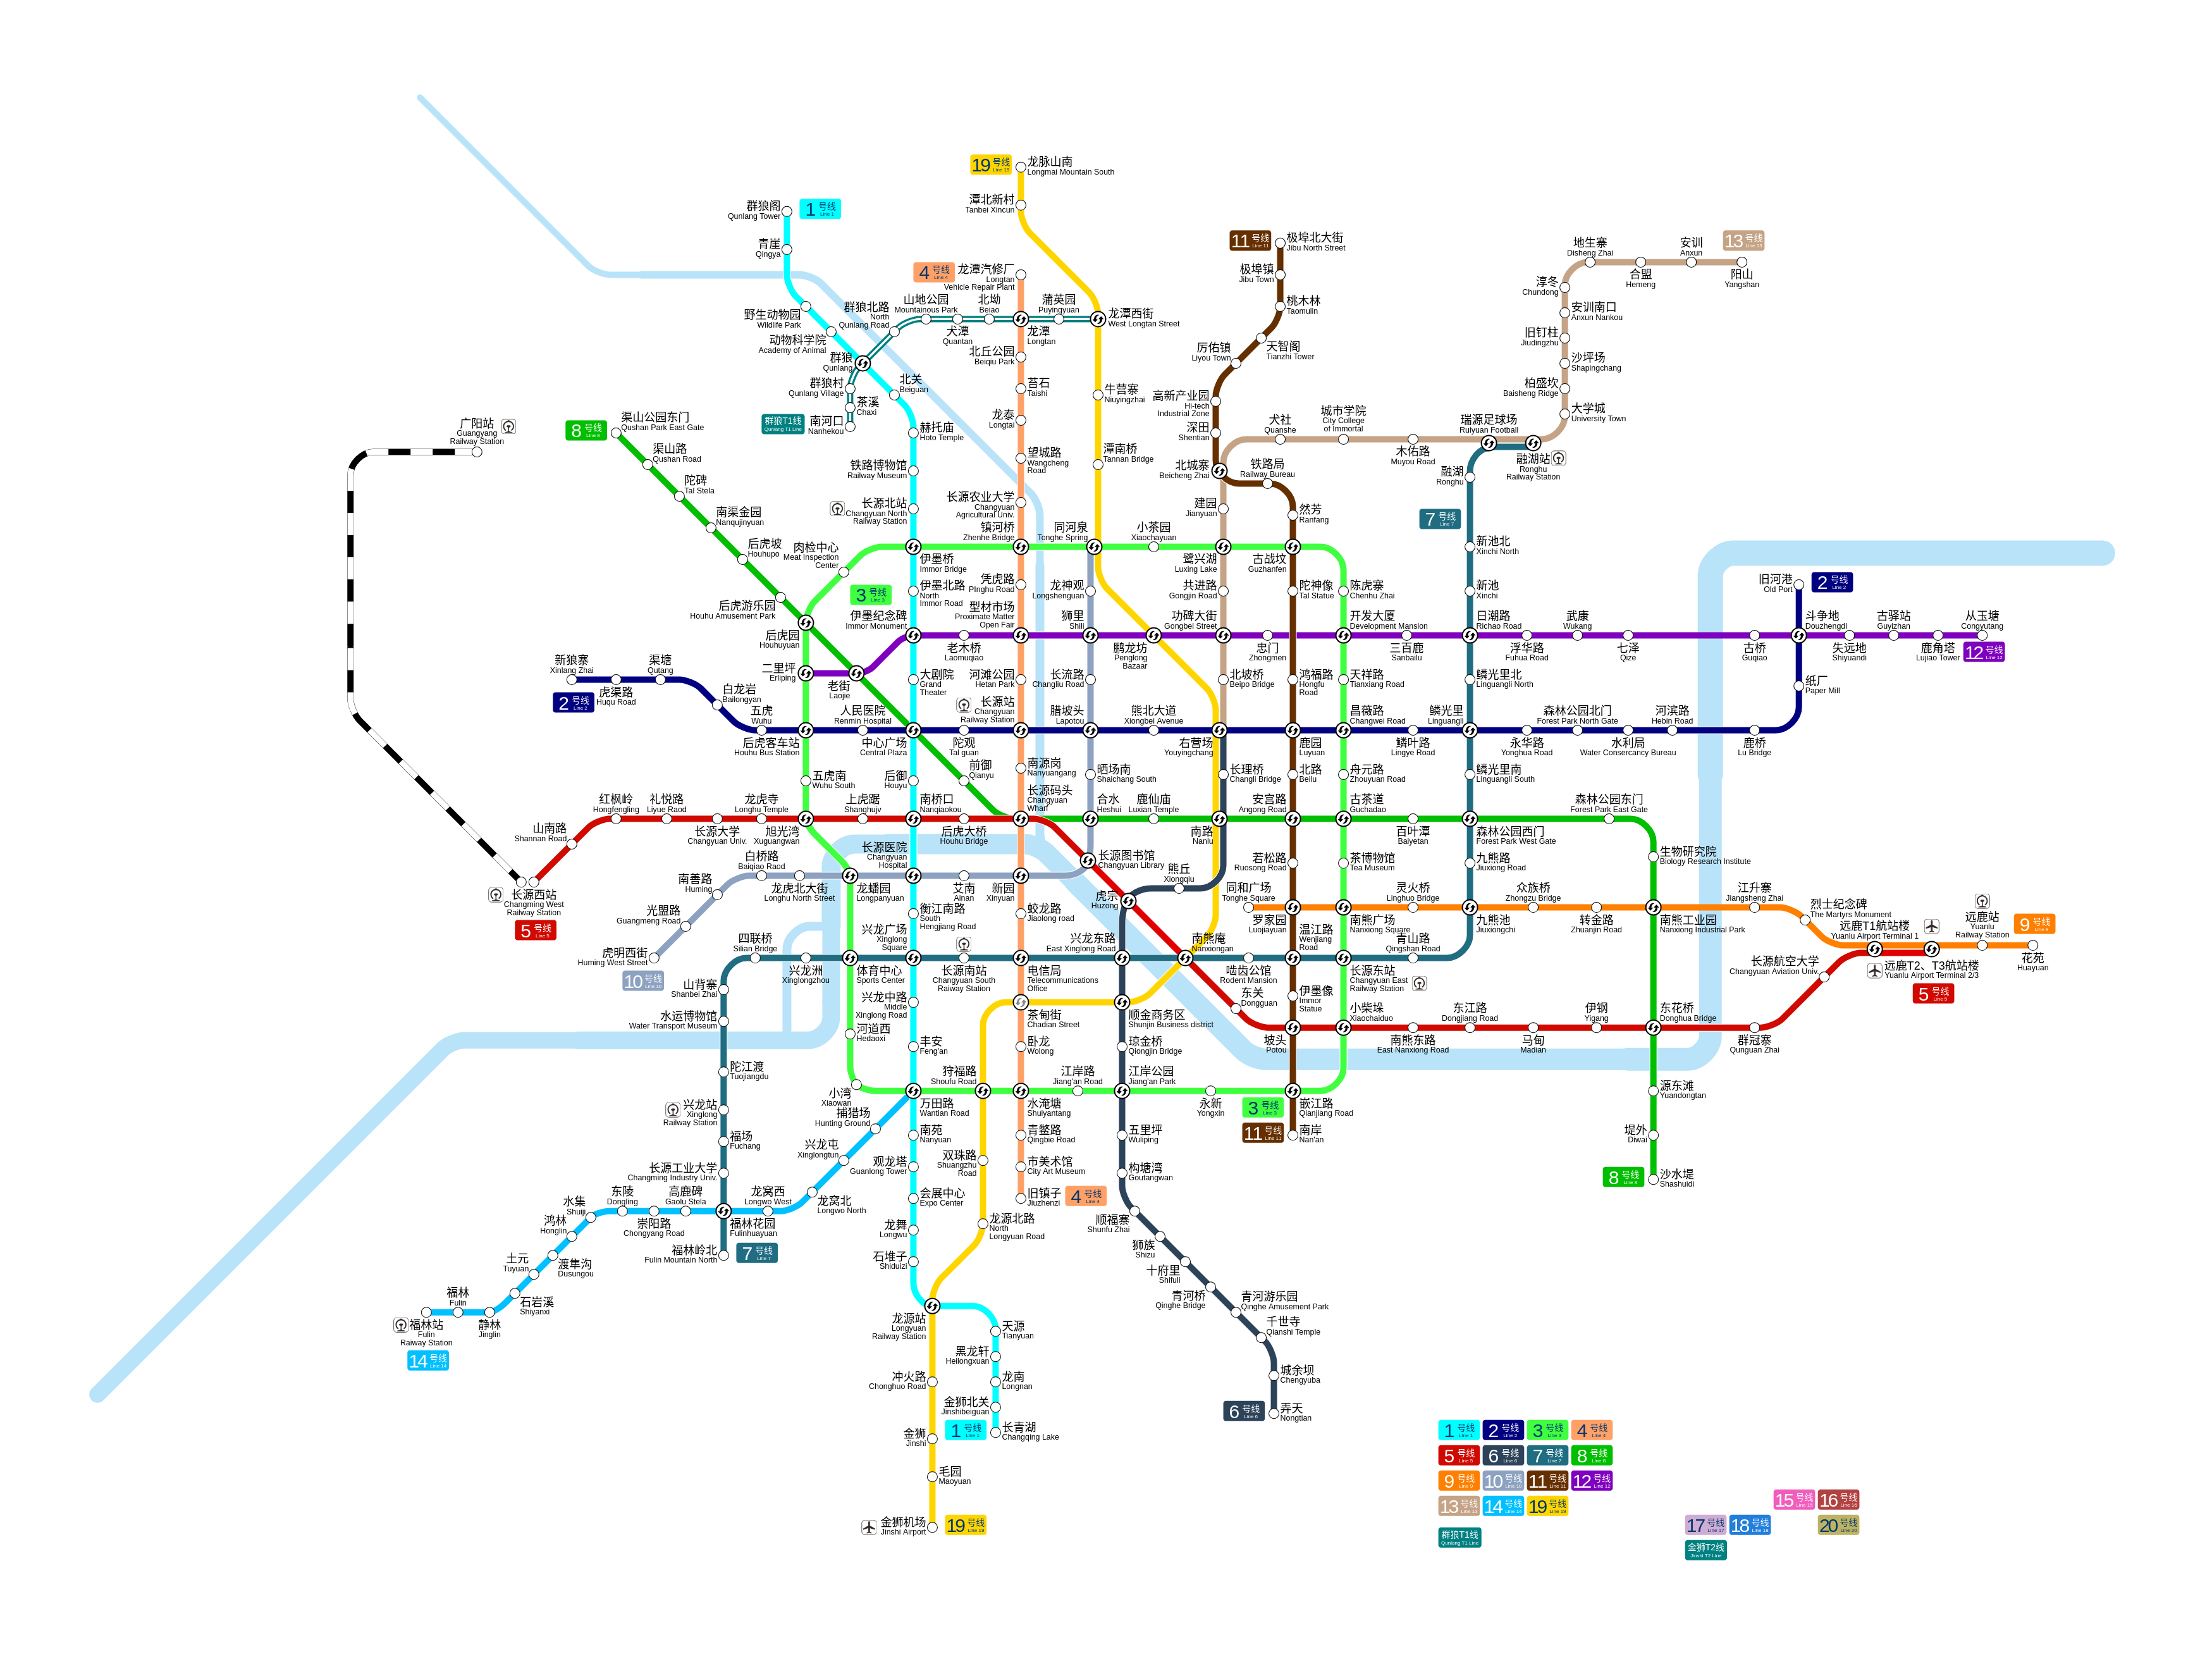 19 号线
Line 19
龙脉山南
Longmai Mountain South
潭北新村
Tanbei Xincun
群狼阁
Qunlang Tower
1 号线
Line 1
青崖
Qingya
野生动物园
Wildlife Park
动物科学院
Academy of Animal
群狼
Qunlang
群狼北路
North
Qunlang Road
山地公园
Mountainous Park
犬潭
Quantan
北坳
Beiao
4 号线
Line 4
龙潭汽修厂
Longtan
Vehicle Repair Plant
龙潭
Longtan
蒲英园
Puyingyuan
龙潭西街
West Longtan Street
群狼村
Qunlang Village
茶溪
Chaxi
群狼T1线
Qunlang T1 Line
南河口
Nanhekou
北关
Beiguan
北丘公园
Beiqiu Park
苔石
Taishi
龙泰
Longtai
望城路
Wangcheng
Road
牛营寨
Niuyingzhai
潭南桥
Tannan Bridge
11 号线
Line 11
极埠北大街
Jibu North Street
极埠镇
Jibu Town
桃木林
Taomulin
天智阁
Tianzhi Tower
厉佑镇
Liyou Town
高新产业园
Hi-tech
Industrial Zone
深田
Shentian
北城寨
Beicheng Zhai
铁路局
Railway Bureau
犬社
Quanshe
城市学院
City College
of Immortal
木佑路
Muyou Road
瑞源足球场
Ruiyuan Football
融湖站
Ronghu
Railway Station
融湖
Ronghu
7 号线
Line 7
13 号线
Line 13
地生寨
Disheng Zhai
合盟
Hemeng
安训
Anxun
阳山
Yangshan
淳冬
Chundong
安训南口
Anxun Nankou
旧钉柱
Jiudingzhu
沙坪场
Shapingchang
柏盛坎
Baisheng Ridge
大学城
University Town
广阳站
Guangyang
Railway Station
8 号线
Line 8
渠山公园东门
Qushan Park East Gate
渠山路
Qushan Road
陀碑
Tai Stela
南渠金园
Nanqujinyuan
后虎坡
Houhupo
肉检中心
Meat Inspection
Center
后虎游乐园
Houhu Amusement Park
后虎园
Houhuyuan
赫托庙
Hoto Temple
铁路博物馆
Railway Museum
长源北站
Changyuan North
Railway Station
长源农业大学
Changyuan
Agricultural Univ.
镇河桥
Zhenhe Bridge
同河泉
Tonghe Spring
小茶园
Xiaochayuan
建园
Jianyuan
然芳
Ranfang
鹭兴湖
Luxing Lake
古战坟
Guzhanfen
伊墨桥
Immor Bridge
伊墨北路
North
Immor Road
3 号线
Line 3
伊墨纪念碑
Immor Monument
凭虎路
PInghu Road
型材市场
Proximate Matter
Open Fair
龙神观
Longshenguan
狮里
Shili
共进路
Gongjin Road
功碑大街
Gongbei Street
陀神像
Tai Statue
陈虎寨
Chenhu Zhai
开发大厦
Development Mansion
新池北
Xinchi North
新池
Xinchi
日潮路
Richao Road
武康
Wukang
旧河港
Old Port
2 号线
Line 2
斗争地
Douzhengdi
古驿站
Guyizhan
从玉塘
Congyutang
老木桥
Laomuqiao
鹏龙坊
Penglong
Bazaar
忠门
Zhongmen
三百鹿
Sanbailu
浮华路
Fuhua Road
七泽
Qize
古桥
Guqiao
失远地
Shiyuandi
鹿角塔
Lujiao Tower
12 号线
Line 12
新狼寨
Xinlang Zhai
2 号线
Line 2
虎渠路
Huqu Road
渠塘
Qutang
白龙岩
Bailongyan
五虎
Wuhu
二里坪
Erliping
老街
Laojie
大剧院
Grand
Theater
河滩公园
Hetan Park
长流路
Changliu Road
北坡桥
Beipo Bridge
鸿福路
Hongfu
Road
天祥路
Tianxiang Road
鳞光里北
Linguangli North
纸厂
Paper Mill
人民医院
Renmin Hospital
长源站
Changyuan
Railway Station
腊坡头
Lapotou
熊北大道
Xiongbei Avenue
昌薇路
Changwei Road
鳞光里
Linguangli
森林公园北门
Forest Park North Gate
河滨路
Hebin Road
后虎客车站
Houhu Bus Station
中心广场
Central Plaza
陀观
Tai guan
右营场
Youyingchang
鹿园
Luyuan
鳞叶路
Lingye Road
永华路
Yonghua Road
水利局
Water Consercancy Bureau
鹿桥
Lu Bridge
五虎南
Wuhu South
后御
Houyu
前御
Qianyu
南源岗
Nanyuangang
晒场南
Shaichang South
长理桥
Changli Bridge
北路
Beilu
舟元路
Zhouyuan Road
鳞光里南
Linguangli South
红枫岭
Hongfengling
礼悦路
Liyue Raod
龙虎寺
Longhu Temple
上虎踞
Shanghujv
南桥口
Nanqiaokou
长源码头
Changyuan
Wharf
合水
Heshui
鹿仙庙
Luxian Temple
安宫路
Angong Road
古茶道
Guchadao
森林公园东门
Forest Park East Gate
山南路
Shannan Road
长源大学
Changyuan Univ.
旭光湾
Xuguangwan
后虎大桥
Houhu Bridge
南路
Nanlu
百叶潭
Baiyetan
森林公园西门
Forest Park West Gate
长源西站
Changming West
Railway Station
5 号线
Line 5
白桥路
Baiqiao Raod
南善路
Huming
光盟路
Guangmeng Road
虎明西街
Huming West Street
10 号线
Line 10
龙虎北大街
Longhu North Street
龙蟠园
Longpanyuan
长源医院
Changyuan
Hospital
艾南
Ainan
新园
Xinyuan
长源图书馆
Changyuan Library
熊丘
Xiongqiu
虎宗
Huzong
若松路
Ruosong Road
茶博物馆
Tea Museum
九熊路
Jiuxiong Road
生物研究院
Biology Research Institute
同和广场
Tonghe Square
灵火桥
Linghuo Bridge
众族桥
Zhongzu Bridge
江升寨
Jiangsheng Zhai
罗家园
Luojiayuan
南熊广场
Nanxiong Square
九熊池
Jiuxiongchi
转金路
Zhuanjin Road
南熊工业园
Nanxiong Industrial Park
烈士纪念碑
The Martyrs Monument
远鹿T1航站楼
Yuanlu Airport Terminal 1
远鹿站
Yuanlu
Railway Station
9 号线
Line 9
花苑
Huayuan
远鹿T2、T3航站楼
Yuanlu Airport Terminal 2/3
5 号线
Line 5
长源航空大学
Changyuan Aviation Univ.
四联桥
Silian Bridge
兴龙洲
Xinglongzhou
体育中心
Sports Center
衡江南路
South
Hengjiang Road
兴龙广场
Xinglong
Square
长源南站
Changyuan South
Railway Station
蛟龙路
Jiaolong road
电信局
Telecommunications
Office
兴龙东路
East Xinglong Road
南熊庵
Nanxiongan
啮齿公馆
Rodent Mansion
温江路
Wenjiang
Road
青山路
Qingshan Road
长源东站
Changyuan East
Railway Station
山背寨
Shanbei Zhai
水运博物馆
Water Transport Museum
兴龙中路
Middle
Xinglong Road
河道西
Hedaoxi
茶甸街
Chadian Street
顺金商务区
Shunjin Business district
东关
Dongguan
伊墨像
Immor
Statue
小柴垛
Xiaochaiduo
东江路
Dongjiang Road
伊钢
Yigang
东花桥
Donghua Bridge
坡头
Potou
南熊东路
East Nanxiong Road
马甸
Madian
群冠寨
Qunguan Zhai
陀江渡
Tuojiangdu
丰安
Feng'an
卧龙
Wolong
琼金桥
Qiongjin Bridge
小湾
Xiaowan
狩福路
Shoufu Road
江岸路
Jiang'an Road
江岸公园
Jiang'an Park
源东滩
Yuandongtan
兴龙站
Xinglong
Railway Station
捕猎场
Hunting Ground
万田路
Wantian Road
水淹塘
Shuiyantang
永新
Yongxin
3 号线
Line 3
嵌江路
Qianjiang Road
11 号线
Line 11
南岸
Nan'an
福场
Fuchang
兴龙屯
Xinglongtun
南苑
Nanyuan
青鳖路
Qingbie Road
五里坪
Wuliping
堤外
Diwai
长源工业大学
Changming Industry Univ.
观龙塔
Guanlong Tower
双珠路
Shuangzhu
Road
市美术馆
City Art Museum
构塘湾
Goutangwan
8 号线
Line 8
沙水堤
Shashuidi
水集
Shuiji
东陵
Dongling
高鹿碑
Gaolu Stela
龙窝西
Longwo West
龙窝北
Longwo North
会展中心
Expo Center
旧镇子
Jiuzhenzi
4 号线
Line 4
鸿林
Honglin
崇阳路
Chongyang Road
福林花园
Fulinhuayuan
福林岭北
Fulin Mountain North
7 号线
Line 7
龙舞
Longwu
龙源北路
North
Longyuan Road
顺福寨
Shunfu Zhai
狮族
Shizu
土元
Tuyuan
渡隼沟
Dusungou
石堆子
Shiduizi
十府里
Shifuli
福林
Fulin
石岩溪
Shiyanxi
青河桥
Qinghe Bridge
青河游乐园
Qinghe Amusement Park
福林站
Fulin
Raiway Station
静林
Jinglin
14 号线
Line 14
龙源站
Longyuan
Railway Station
天源
Tianyuan
千世寺
Qianshi Temple
黑龙轩
Heilongxuan
冲火路
Chonghuo Road
龙南
Longnan
城余坝
Chengyuba
金狮北关
Jinshibeiguan
1 号线
Line 1
长青湖
Changqing Lake
6 号线
Line 6
弄天
Nongtian
金狮
Jinshi
毛园
Maoyuan
金狮机场
Jinshi Airport
19 号线
Line 19
1 号线
Line 1
2 号线
Line 2
3 号线
Line 3
4 号线
Line 4
5 号线
Line 5
6 号线
Line 6
7 号线
Line 7
8 号线
Line 8
9 号线
Line 9
10 号线
Line 10
11 号线
Line 11
12 号线
Line 12
13 号线
Line 13
14 号线
Line 14
19 号线
Line 19
群狼T1线
Qunlang T1 Line
15 号线
Line 15
16 号线
Line 16
17 号线
Line 17
18 号线
Line 18
20 号线
Line 20
金狮T2线
Jinshi T2 Line